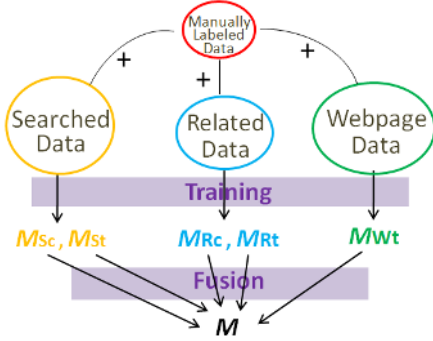 Manually
Labeled
Data
+ + +
Searched
Data
Related
Data
Webpage
Data
Training
MSc , MSt MRc , MRt MWt
Fusion
M